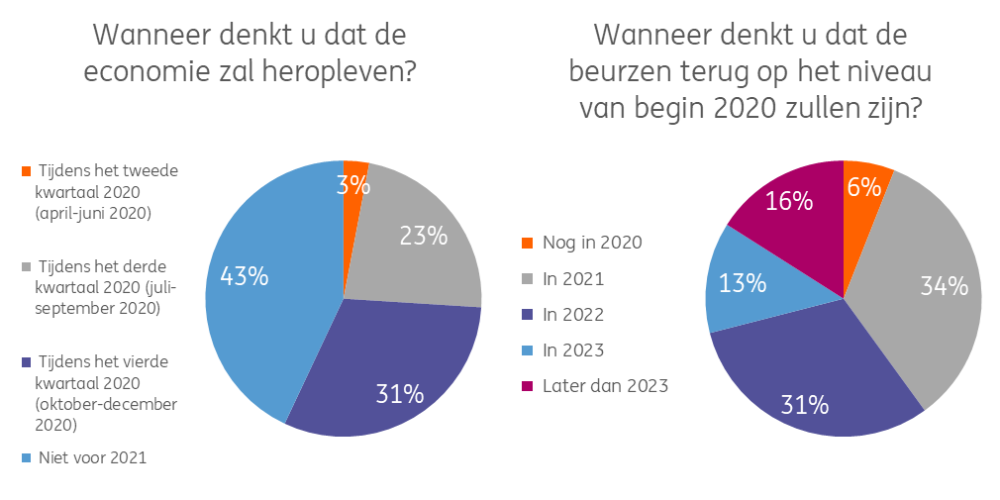 Wanneer denkt u dat de
economie zal heropleven?
Tijdens het tweede
kwartaal 2020
(april-juni 2020)
Tijdens het derde
kwartaal 2020 (juli-
september 2020)
Tijdens het vierde
kwartaal 2020
(oktober-december
2020)
Niet voor 2021
3%
23%
31%
43%
Wanneer denkt u dat de
beurzen terug op het niveau
van begin 2020 zullen zijn?
Nog in 2020
In 2021
In 2022
In 2023
Later dan 2023
6%
34%
31%
13%
16%